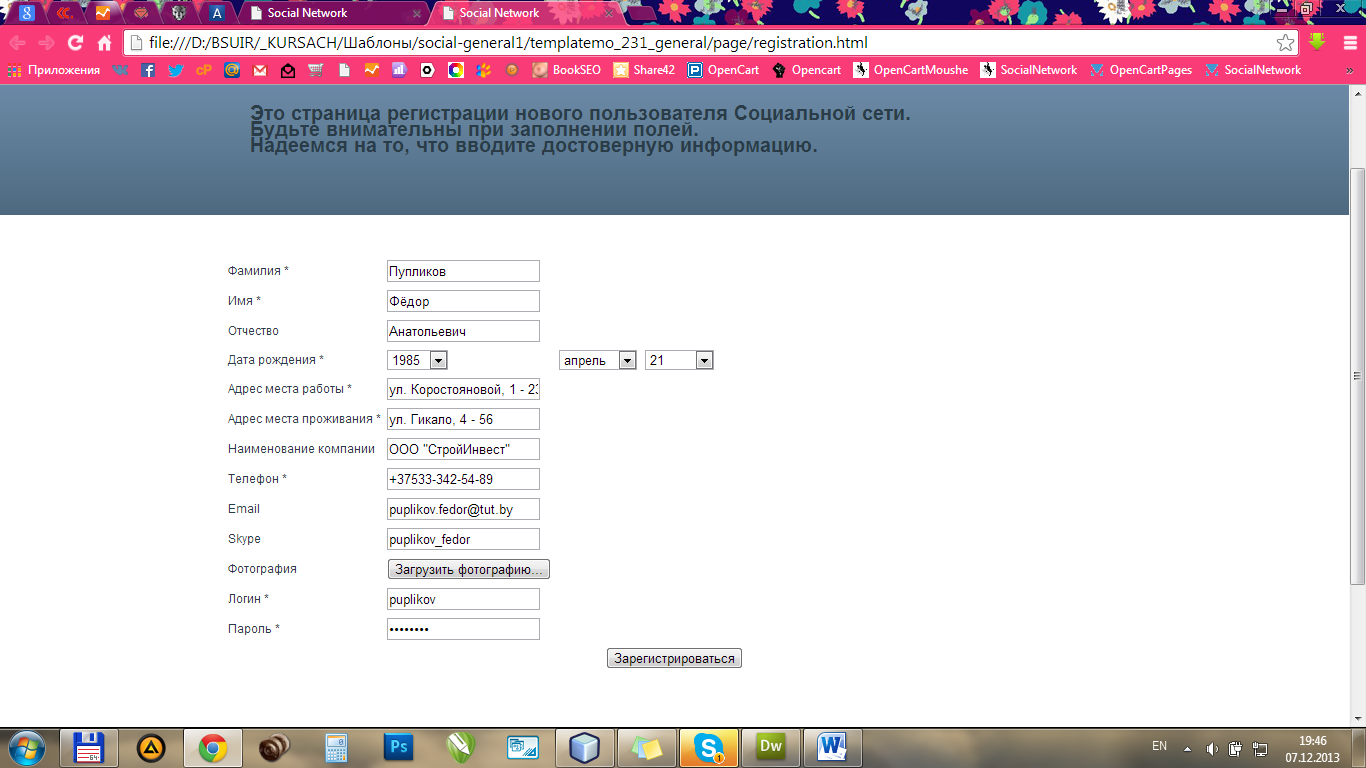 Social Network
Social Network
file:///D:/BSUIR/_KURSACH/Шаблоны/social-general1/templatemo_231_general/page/registration.html
Приложения
BookSEO
Share42
OpenCart
Opencart
OpenCartMoushe
SocialNetwork
OpenCartPages
SocialNetwork
»
Это страница регистрации нового пользователя Социальной сети.
Будьте внимательны при заполнении полей.
Надеемся на то, что вводите достоверную информацию.
Фамилия * Пупликов
Имя * Фёдор
Отчество Анатольевич
Дата рождения * 1985 апрель 21
Адрес места работы * ул. Коростояновой, 1 - 23
Адрес места проживания * ул. Гикало, 4 - 56
Наименование компании ООО "СтройИнвест"
Телефон * +37533-342-54-89
Email puplikov.fedor@tut.by
Skype puplikov_fedor
Фотография Загрузить фотографию...
Логин * puplikov
Пароль * ••••••••
Зарегистрироваться
64 Ps Dw W 1
EN
19:46
07.12.2013